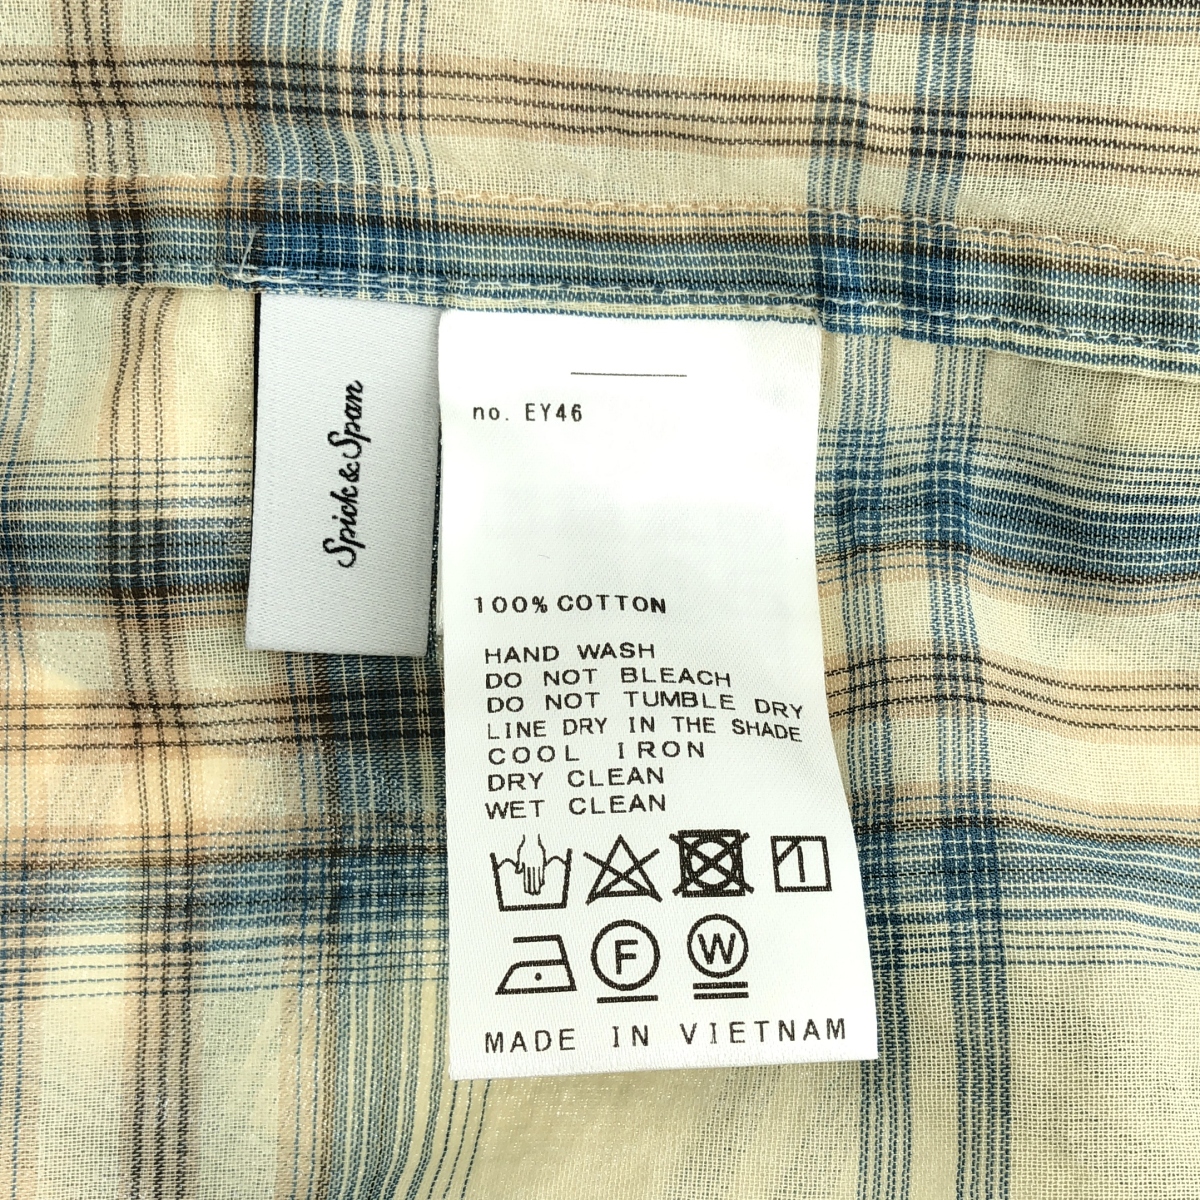 Spick&Span
no. EY46
100% COTTON
HAND WASH
DO NOT BLEACH
DO NOT TUMBLE DRY
LINE DRY IN THE SHADE
COOL IRON
DRY CLEAN
WET CLEAN
F W
MADE IN VIETNAM